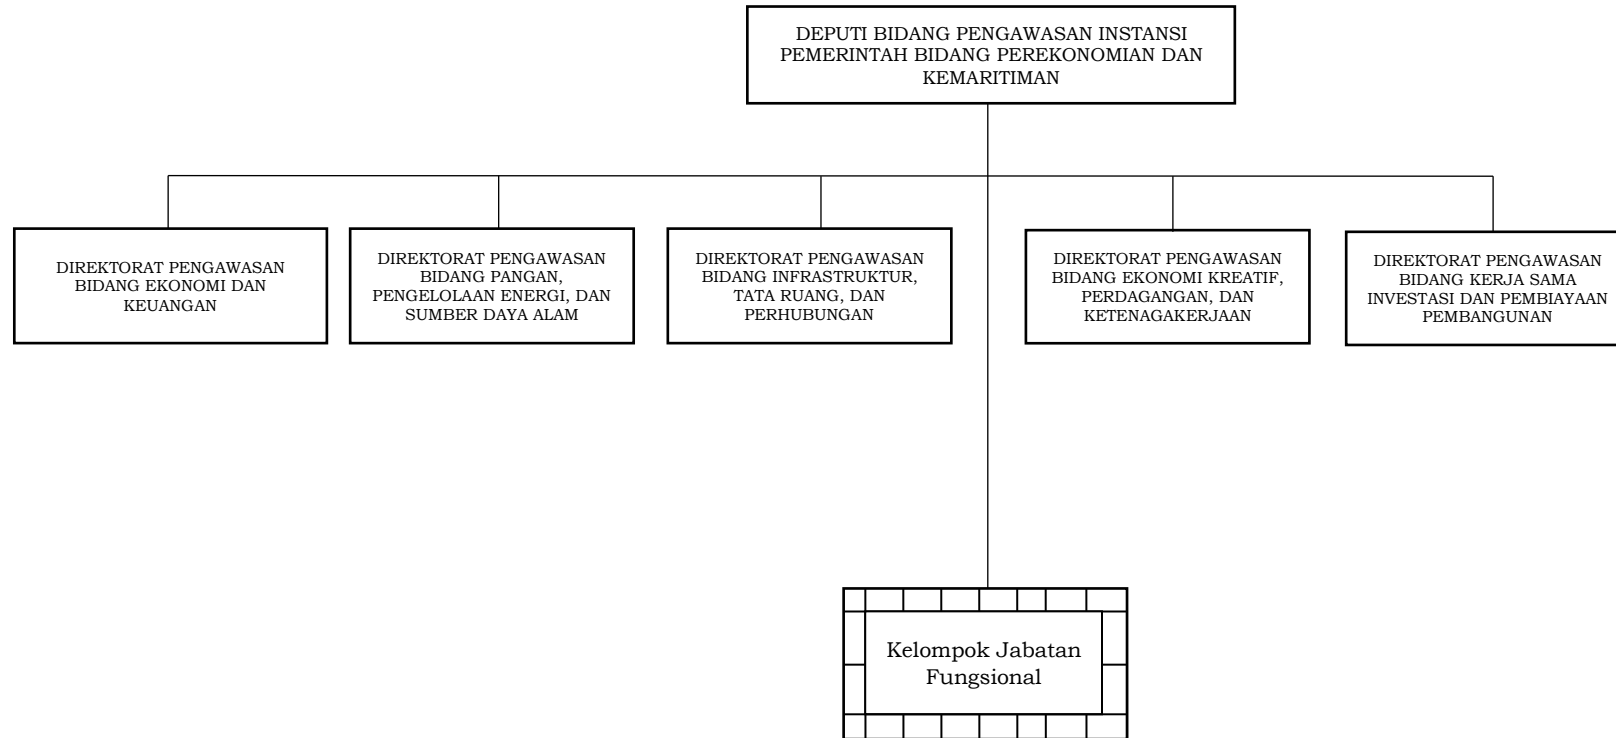 DEPUTI BIDANG PENGAWASAN INSTANSI
PEMERINTAH BIDANG PEREKONOMIAN DAN
KEMARITIMAN
DIREKTORAT PENGAWASAN
BIDANG EKONOMI DAN
KEUANGAN
DIREKTORAT PENGAWASAN
BIDANG PANGAN,
PENGELOLAAN ENERGI, DAN
SUMBER DAYA ALAM
DIREKTORAT PENGAWASAN
BIDANG INFRASTRUKTUR,
TATA RUANG, DAN
PERHUBUNGAN
DIREKTORAT PENGAWASAN
BIDANG EKONOMI KREATIF,
PERDAGANGAN, DAN
KETENAGAKERJAAN
DIREKTORAT PENGAWASAN
BIDANG KERJA SAMA
INVESTASI DAN PEMBIAYAAN
PEMBANGUNAN
Kelompok Jabatan
Fungsional